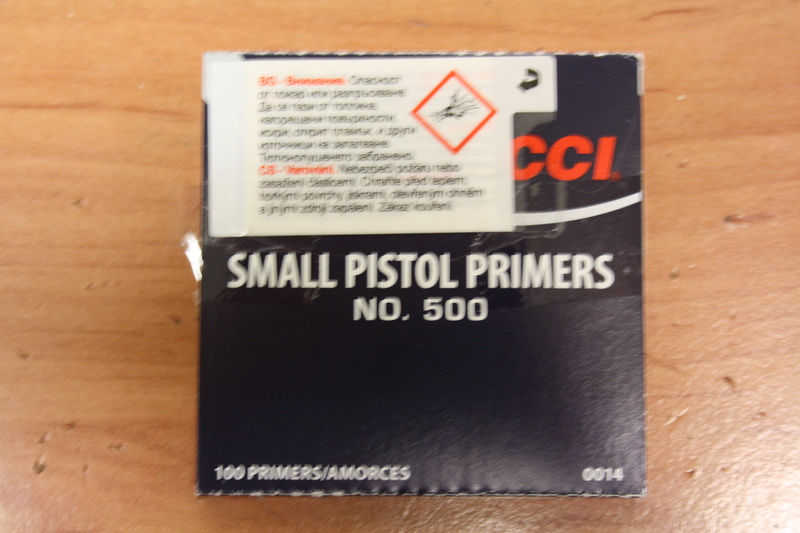 BG - Внимание. Опасност
от пожар или разпръскване.
Да се пази от топлина,
нагорещени повърхности,
искри, открит пламък, и други
източници на запалване.
Тютюнопушенето забранено.
CS - Varování. Nebezpečí požáru nebo
zasažení částicemi. Chraňte před teplem,
horkými povrchy, jiskrami, otevřeným ohněm
a jinými zdroji zapálení. Zákaz kouření.
CCI
SMALL PISTOL PRIMERS
NO. 500
100 PRIMERS/AMORCES
0014